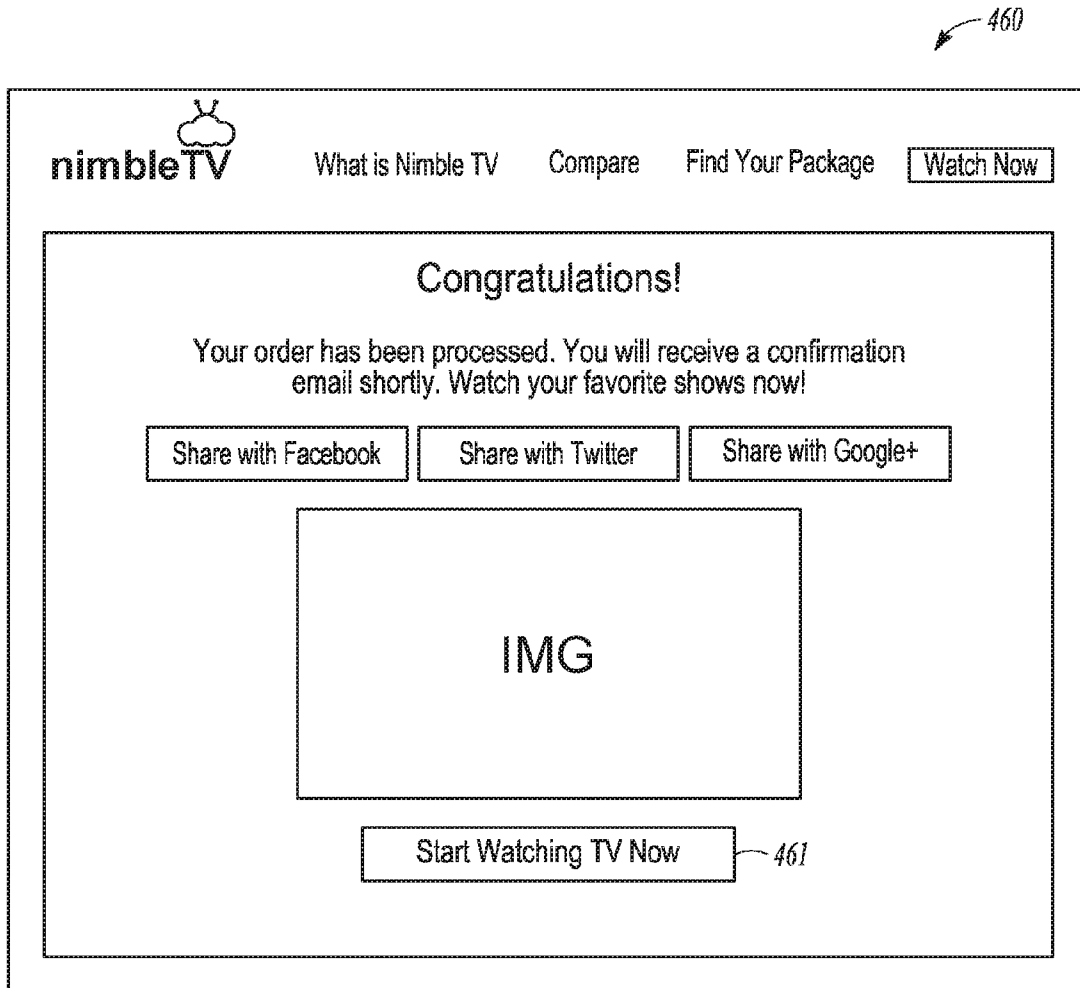 460
nimbleTV
What is Nimble TV Compare Find Your Package Watch Now
Congratulations!
Your order has been processed. You will receive a confirmation
email shortly. Watch your favorite shows now!
Share with Facebook Share with Twitter Share with Google+
IMG
Start Watching TV Now 461